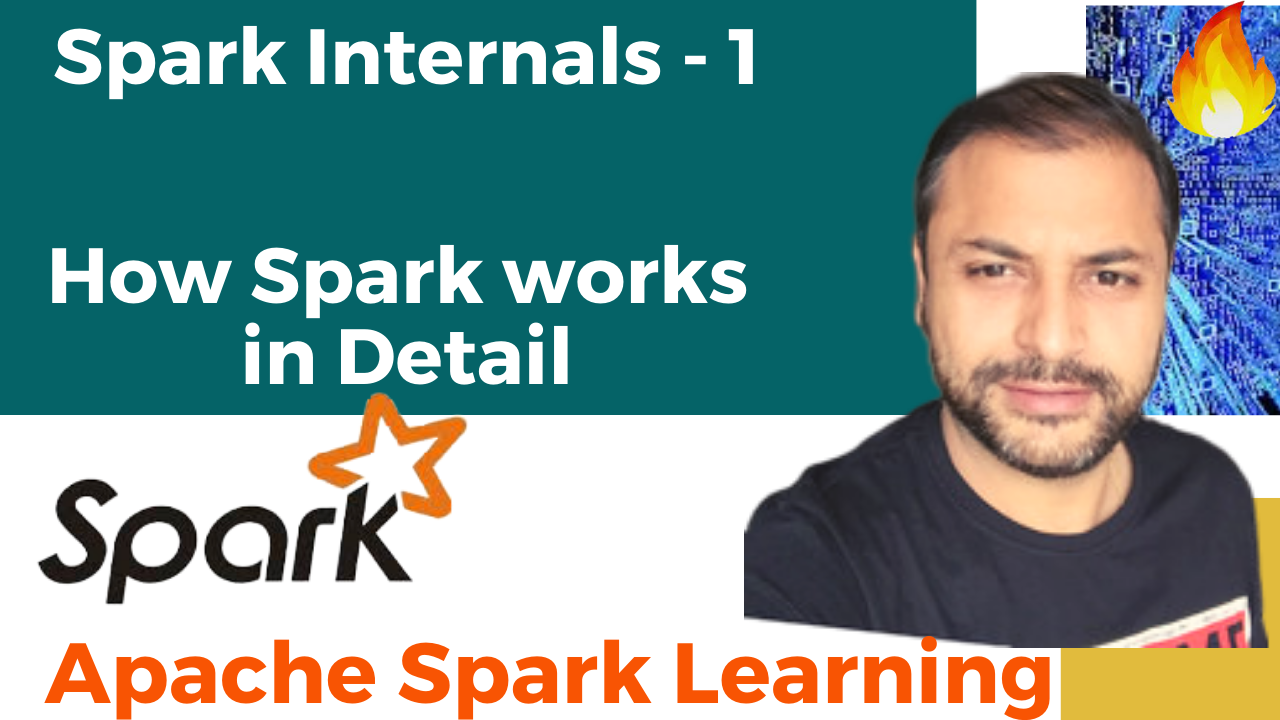 Spark Internals - 1
How Spark works
in Detail
Spark
Apache Spark Learning